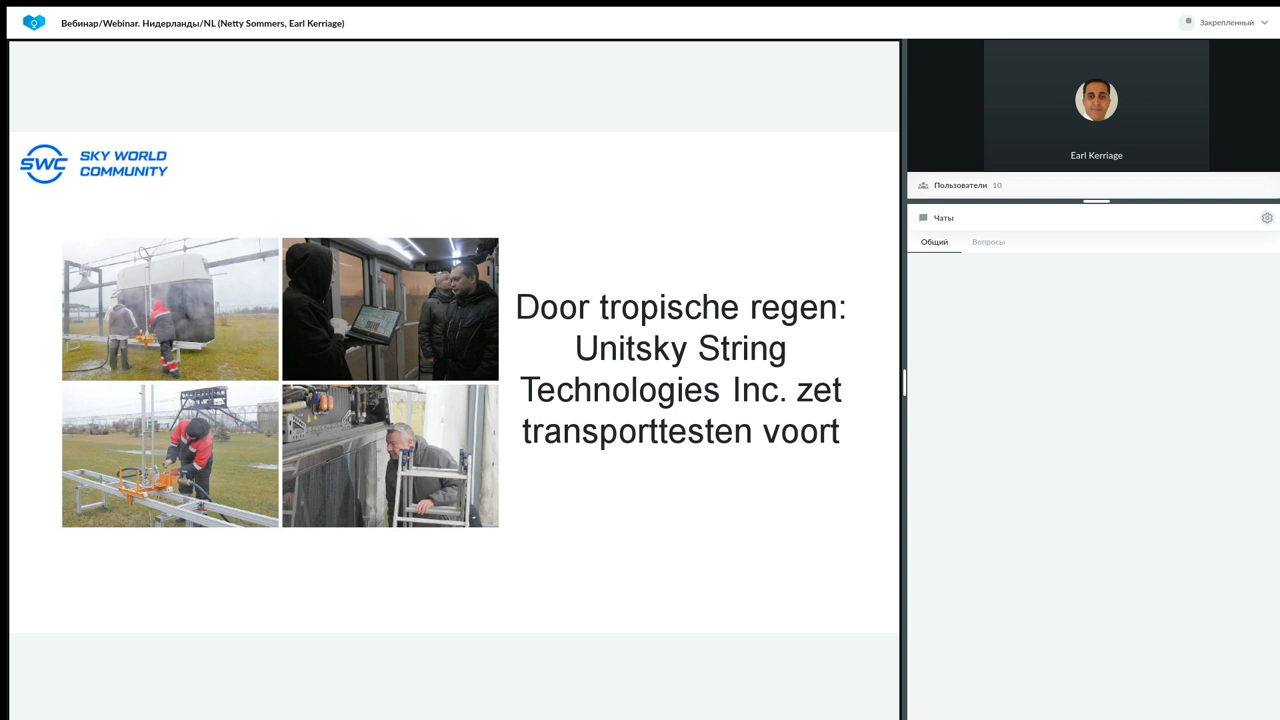 Вебинар/Webinar. Нидерланды/NL (Netty Sommers, Earl Kerriage)
Закрепленный
SWC SKY WORLD
COMMUNITY
Door tropische regen:
Unitsky String
Technologies Inc. zet
transporttesten voort
Earl Kerriage
Пользователи 10
Чаты
Общий Вопросы